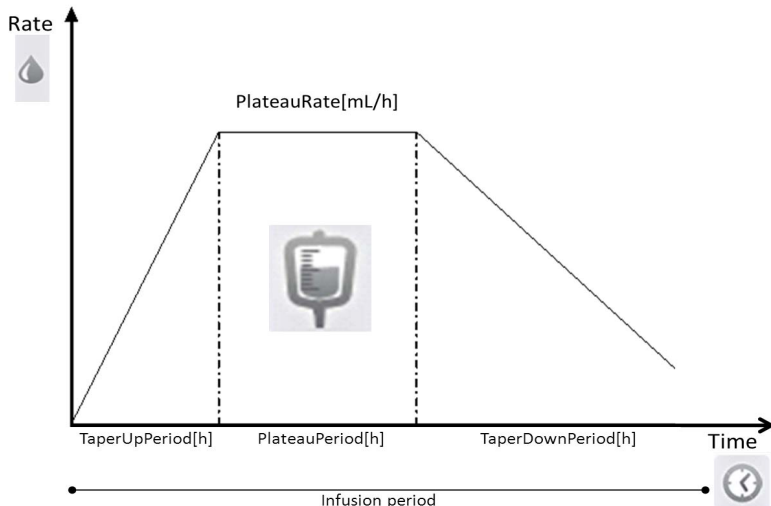 Rate
PlateauRate[mL/h]
TaperUpPeriod[h]
PlateauPeriod[h]
TaperDownPeriod[h]
Time
Infusion period